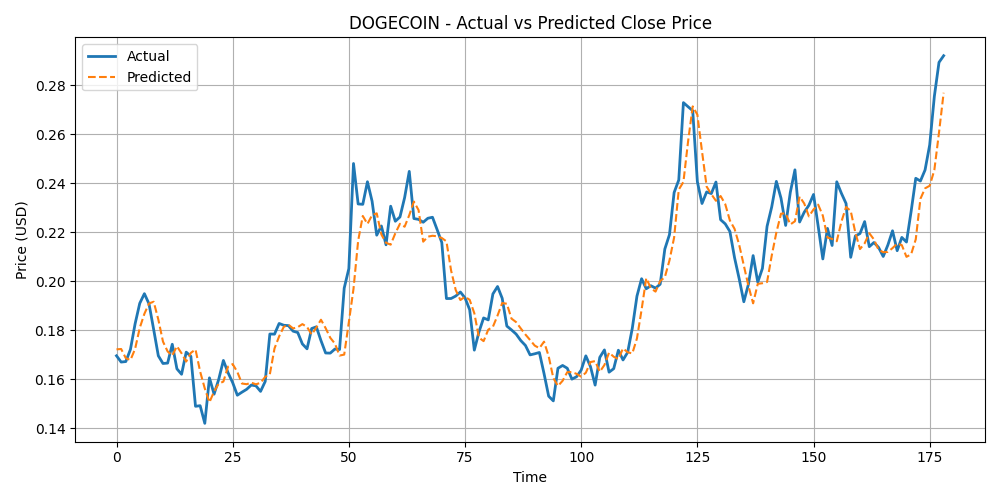 DOGECOIN - Actual vs Predicted Close Price
Actual
Predicted
Price (USD)
0.28
0.26
0.24
0.22
0.20
0.18
0.16
0.14
0 25 50 75 100 125 150 175
Time